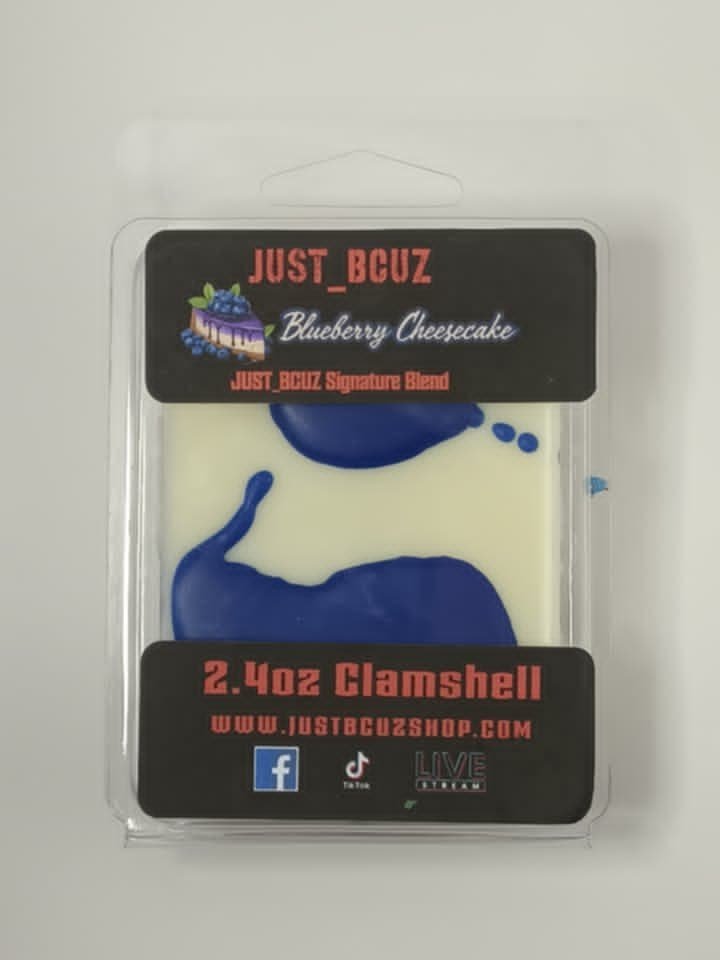 JUST_BCUZ
Blueberry Cheesecake
JUST_BCUZ Signature Blend
2.4oz Clamshell
WWW.JUSTBCUZSHOP.COM
f
TikTok
LIVE
STREAM